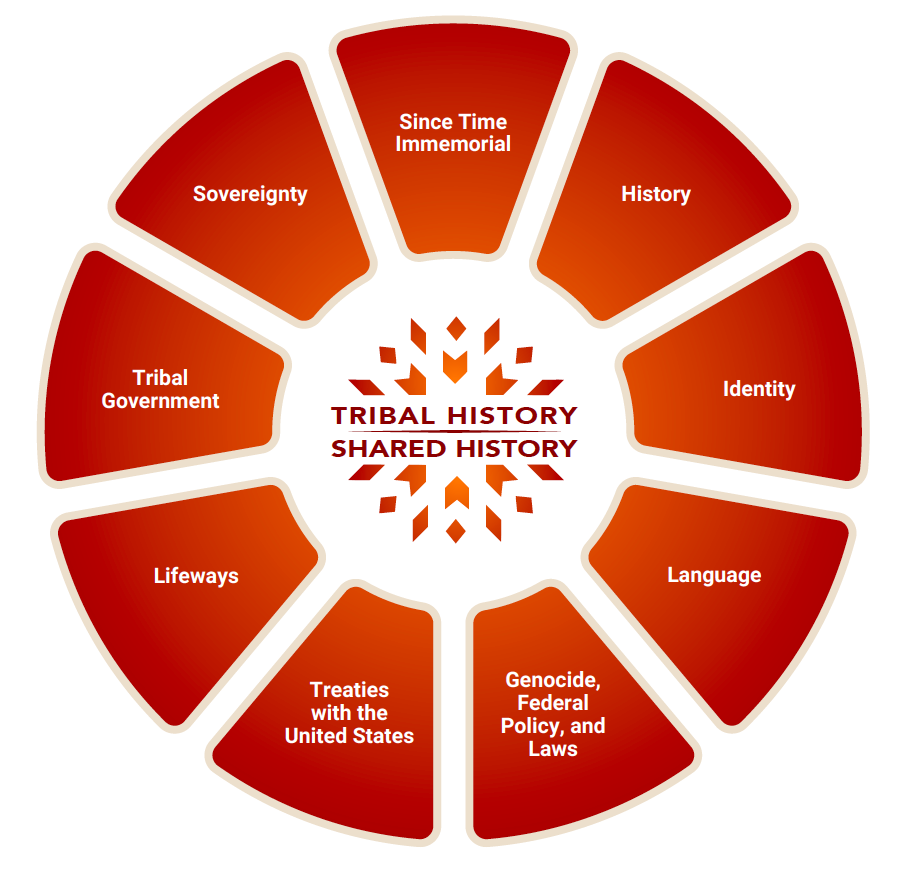 Since Time
Immemorial
History
Identity
Language
Genocide,
Federal
Policy, and
Laws
Treaties
with the
United States
Lifeways
Tribal
Government
Sovereignty
TRIBAL HISTORY
SHARED HISTORY